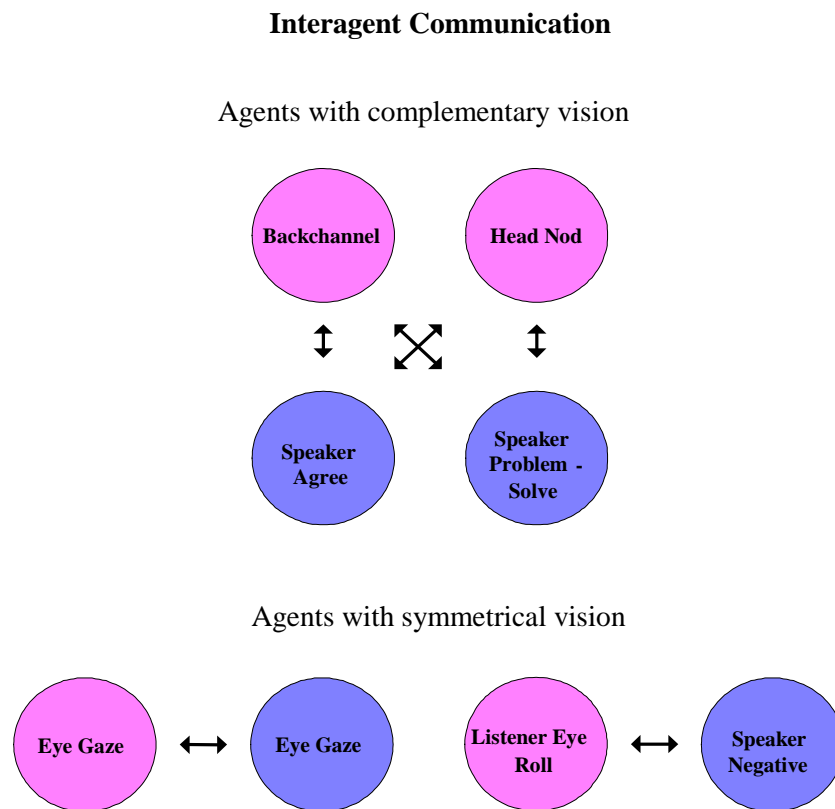 Interagent Communication
Agents with complementary vision
Backchannel
Head Nod
Speaker
Agree
Speaker
Problem -
Solve
Agents with symmetrical vision
Eye Gaze
Eye Gaze
Listener Eye
Roll
Speaker
Negative